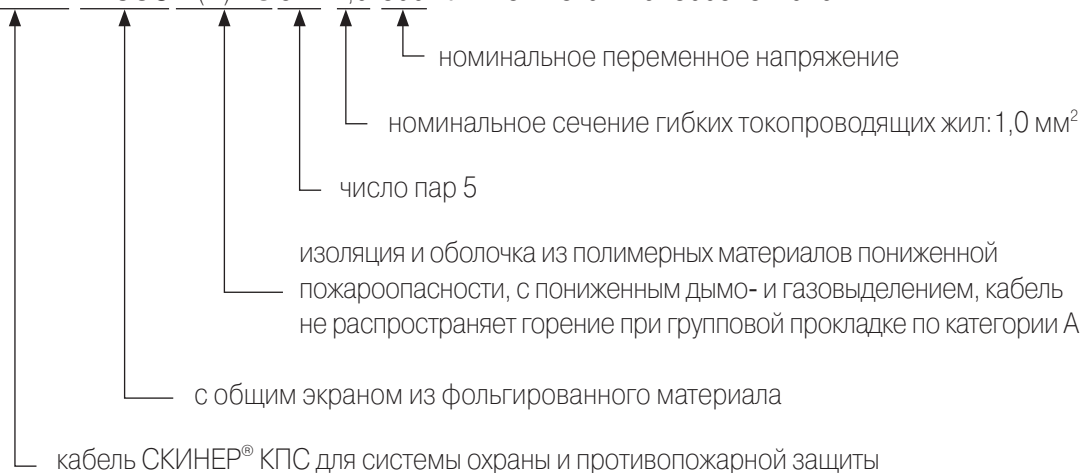 номинальное переменное напряжение
номинальное сечение гибких токопроводящих жил: 1,0 мм²
число пар 5
изоляция и оболочка из полимерных материалов пониженной
пожароопасности, с пониженным дымо- и газовыделением, кабель
не распространяет горение при групповой прокладке по категории А
с общим экраном из фольгированного материала
кабель СКИНЕР® КПС для системы охраны и противопожарной защиты